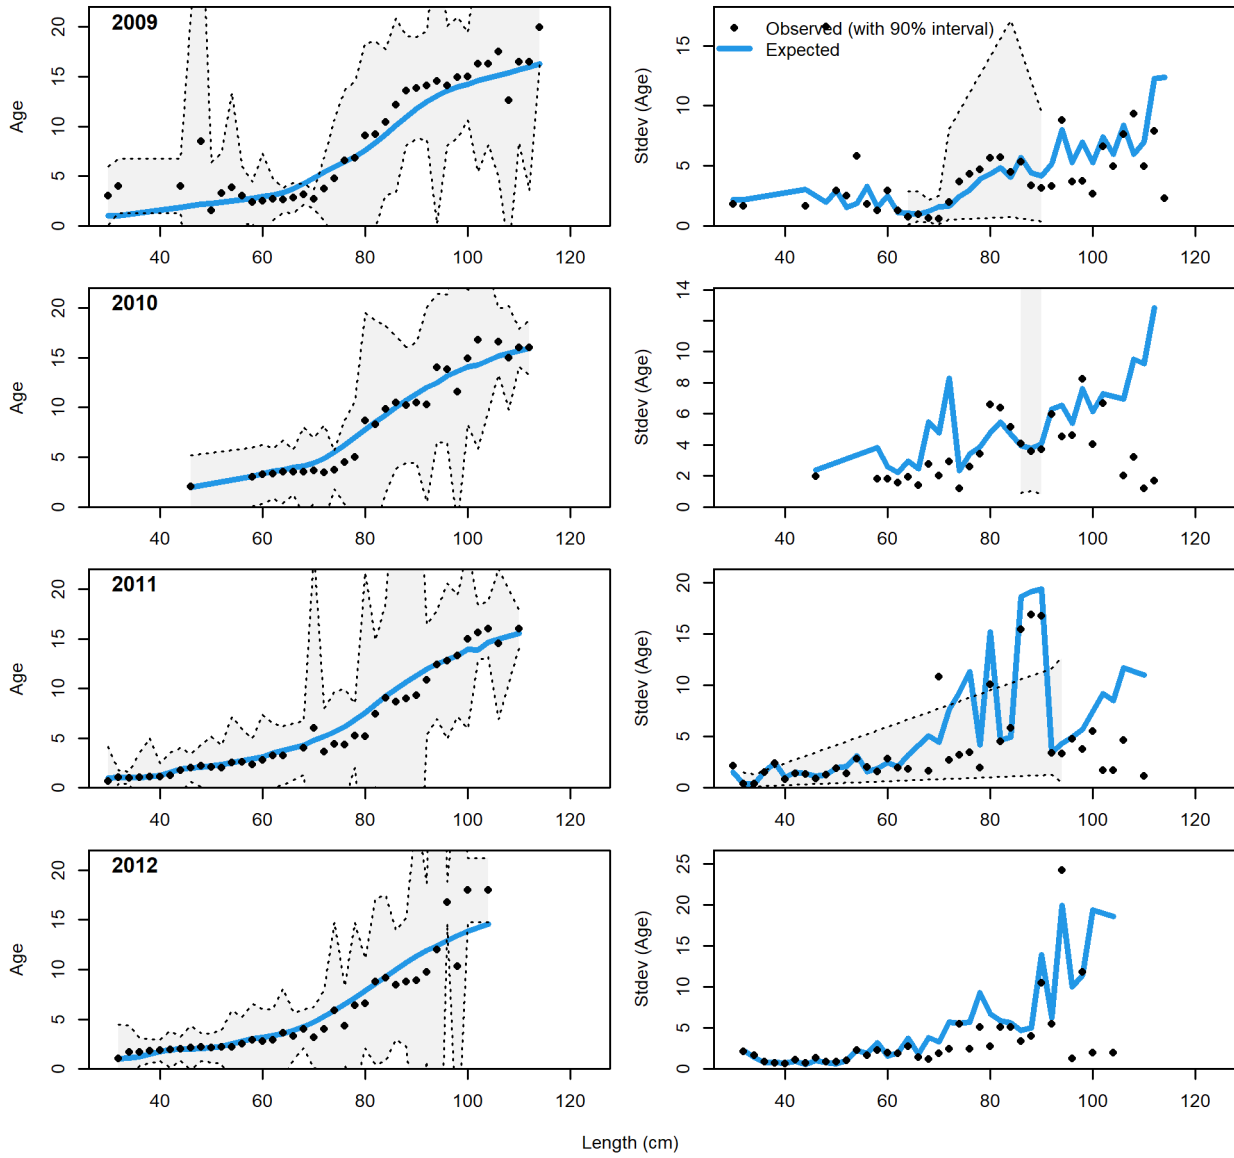 2009
Age
0 5 10 15 20
40 60 80 100 120
Observed (with 90% interval)
Expected
Stdev (Age)
0 5 10 15
40 60 80 100 120
2010
Age
0 5 10 15 20
40 60 80 100 120
Stdev (Age)
0 2 4 6 8 10 14
40 60 80 100 120
2011
Age
0 5 10 15 20
40 60 80 100 120
Stdev (Age)
0 5 10 15 20
40 60 80 100 120
2012
Age
0 5 10 15 20
40 60 80 100 120
Stdev (Age)
0 5 10 15 20 25
40 60 80 100 120
Length (cm)